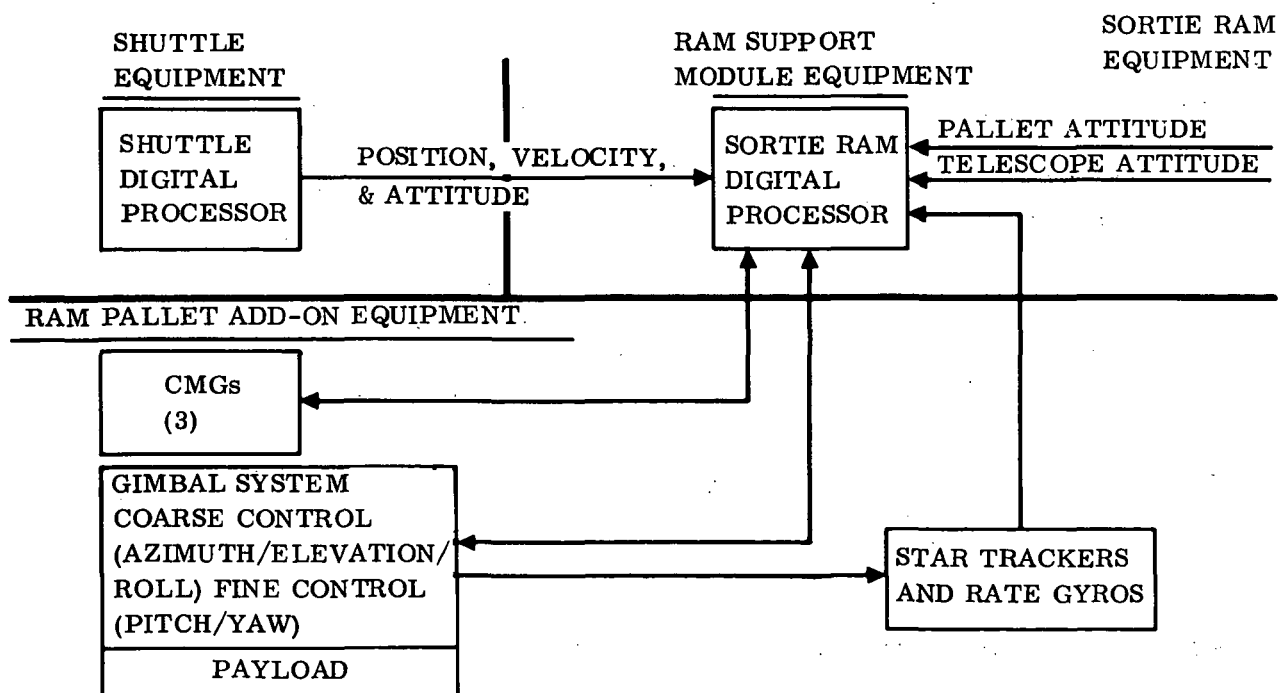 SHUTTLE
EQUIPMENT
SHUTTLE
DIGITAL
PROCESSOR
POSITION, VELOCITY,
& ATTITUDE
RAM SUPPORT
MODULE EQUIPMENT
SORTIE RAM
DIGITAL
PROCESSOR
SORTIE RAM
EQUIPMENT
PALLET ATTITUDE
TELESCOPE ATTITUDE
RAM PALLET ADD-ON EQUIPMENT
CMGs
(3)
GIMBAL SYSTEM
COARSE CONTROL
(AZIMUTH/ELEVATION/
ROLL) FINE CONTROL
(PITCH/YAW)
PAYLOAD
STAR TRACKERS
AND RATE GYROS